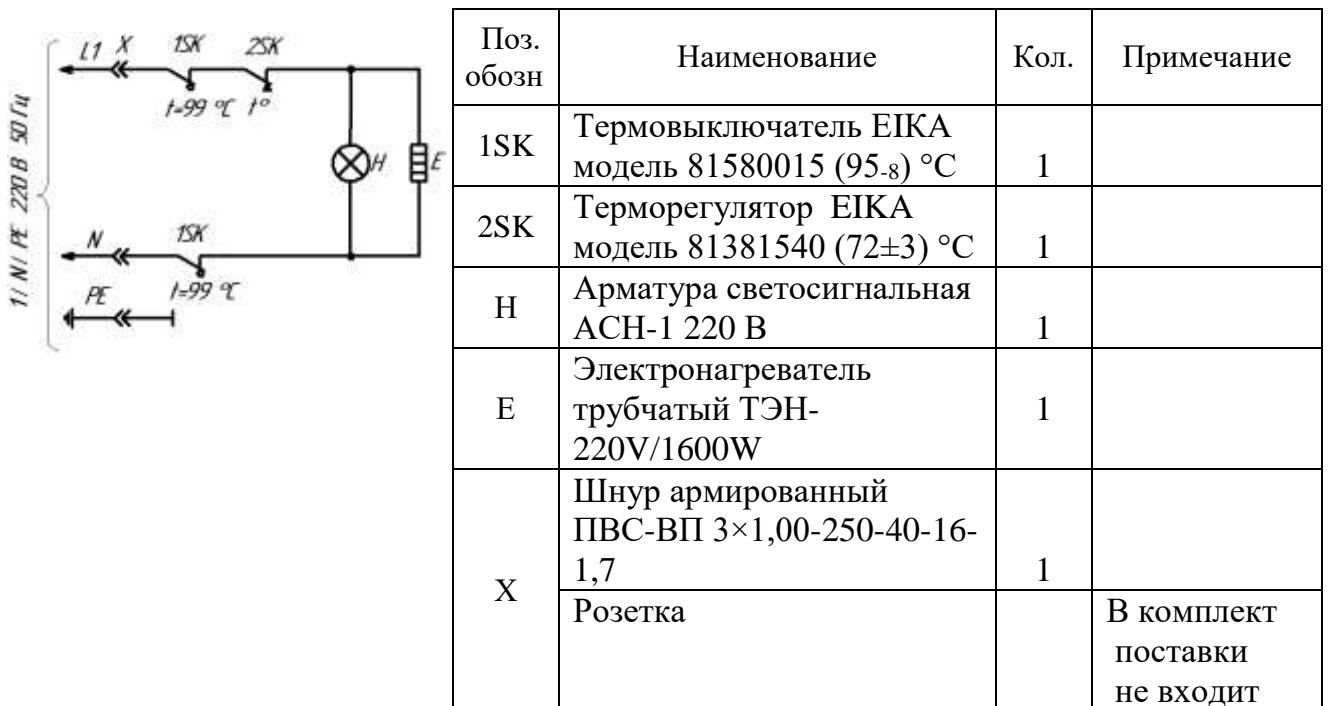 1/ N/ PE 220 В 50 Гц
L1 X 1SK 2SK
t=99 °C t°
H E
N 1SK
PE t=99 °C
Поз. обозн Наименование Кол. Примечание
1SK
Термовыключатель EIKA
модель 81580015 (95-8) °C 1
2SK
Терморегулятор EIKA
модель 81381540 (72±3) °C 1
Н
Арматура светосигнальная
АСН-1 220 В 1
Е
Электронагреватель
трубчатый ТЭН- 1
220V/1600W
Х
Шнур армированный
ПВС-ВП 3×1,00-250-40-16-
1,7 1
Розетка В комплект
поставки
не входит